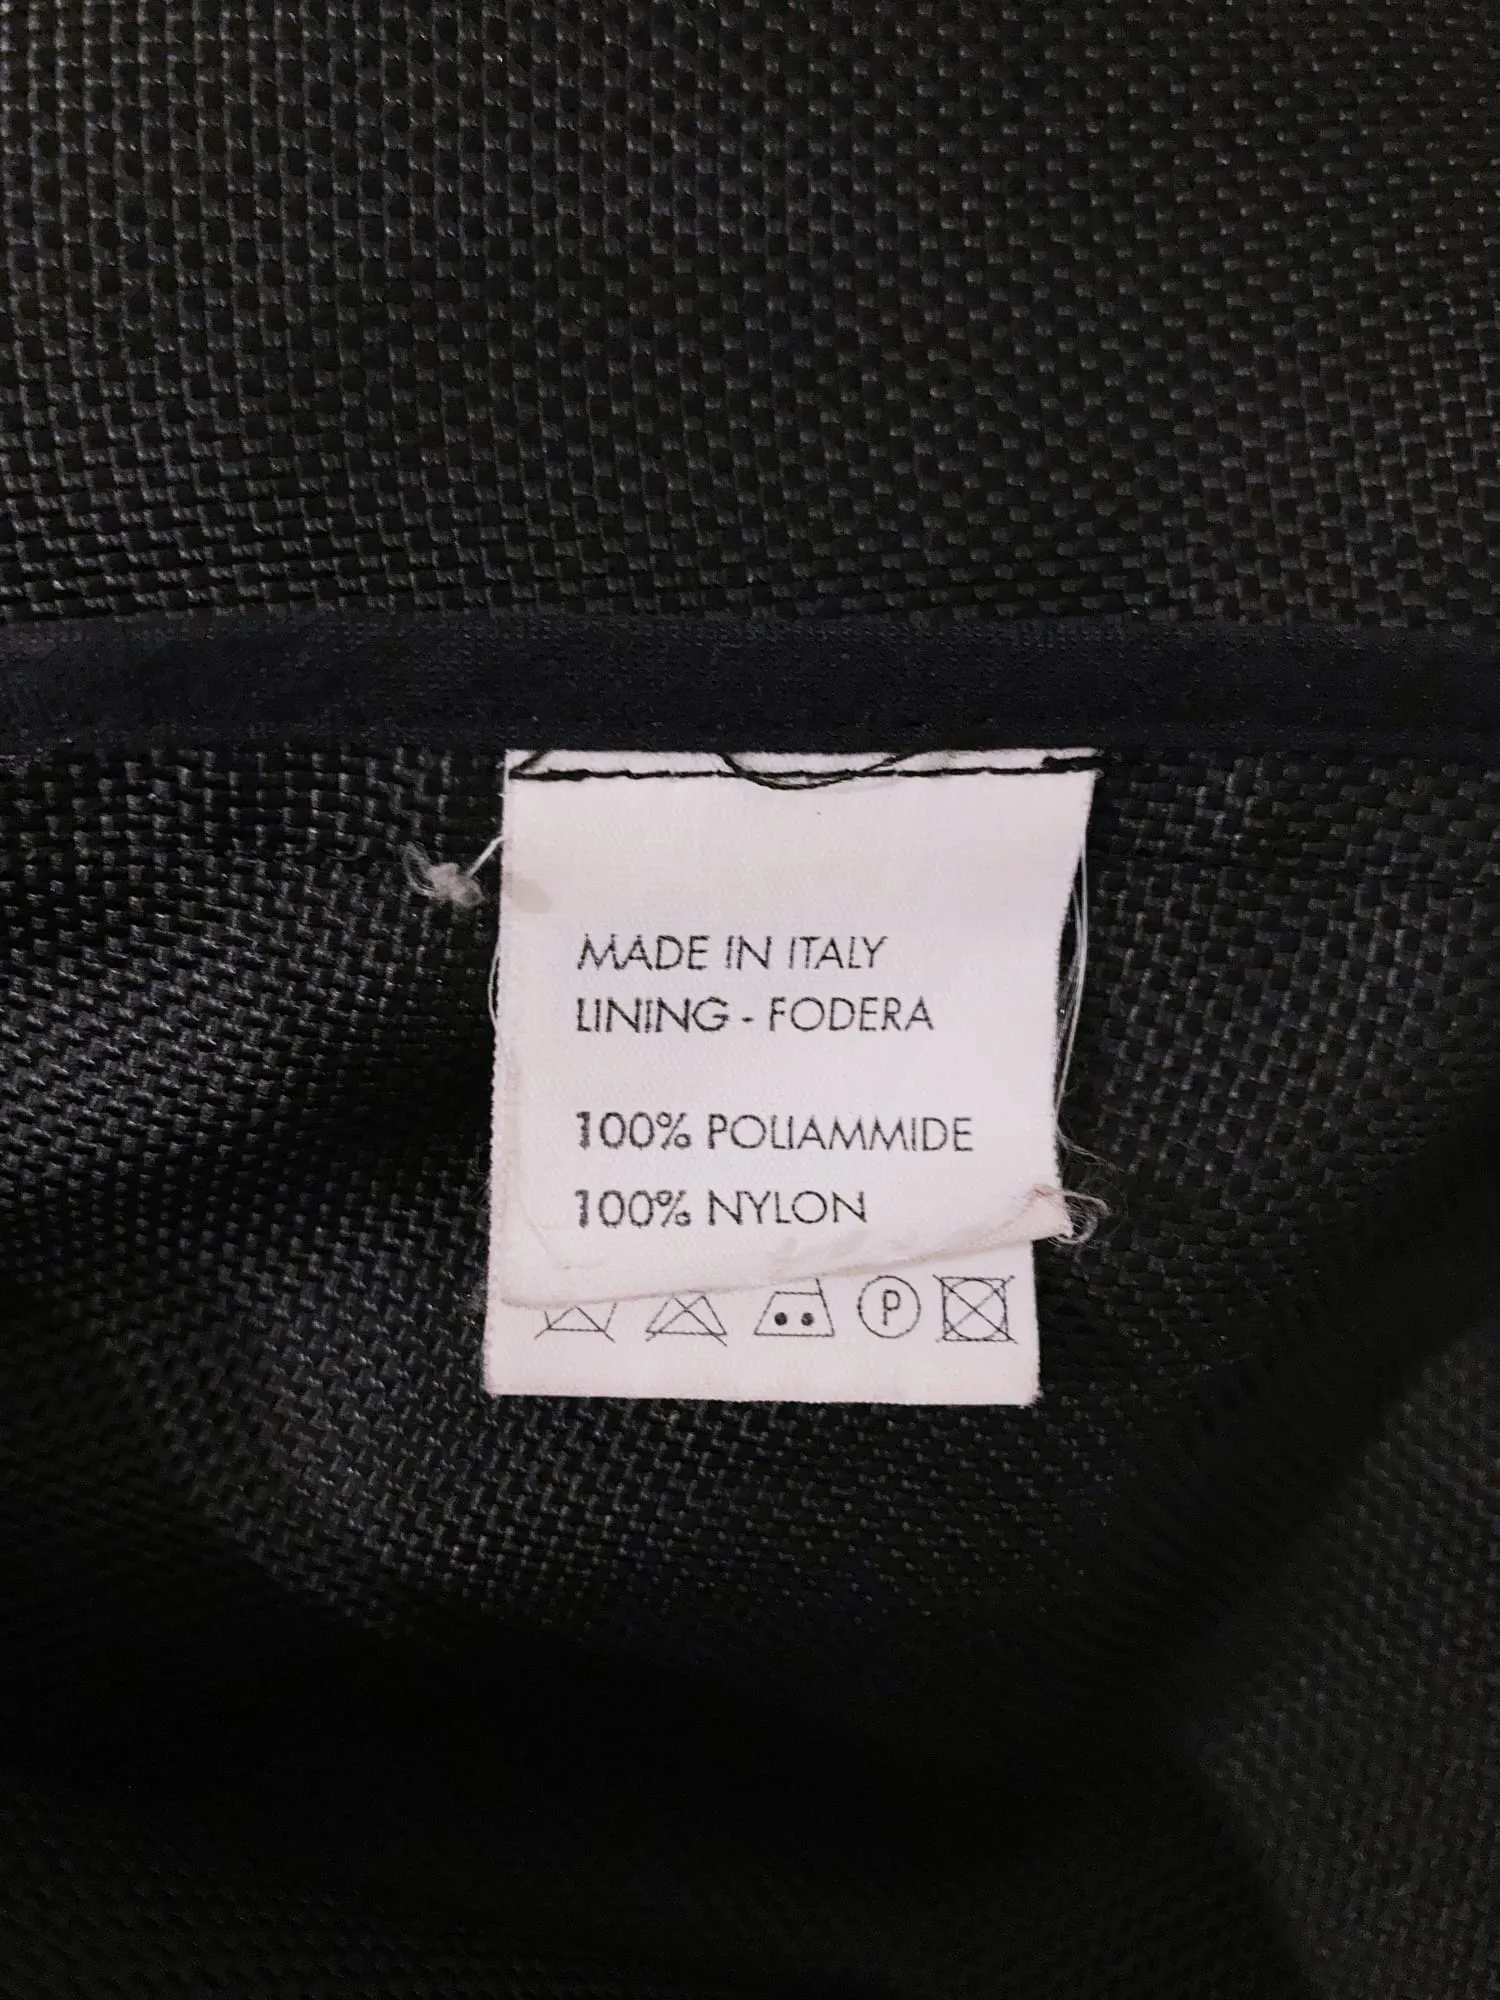 MADE IN ITALY
LINING - FODERA
100% POLIAMMIDE
100% NYLON
P